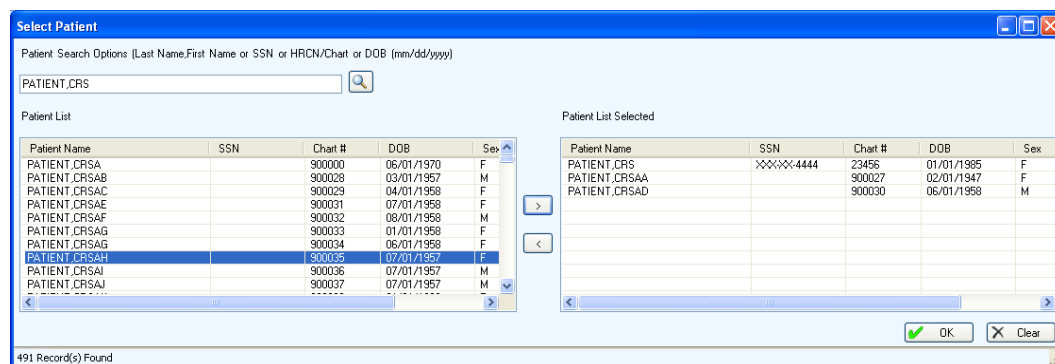 Select Patient
Patient Search Options (Last Name,First Name or SSN or HRCN/Chart or DOB (mm/dd/yyyy)
PATIENT,CRS
Patient List
Patient Name SSN Chart # DOB Sex
PATIENT,CRSA 900000 06/01/1970 F
PATIENT,CRSAB 900028 03/01/1957 M
PATIENT,CRSAC 900029 04/01/1958 F
PATIENT,CRSAE 900031 07/01/1958 F
PATIENT,CRSAF 900032 08/01/1958 M
PATIENT,CRSAG 900033 01/01/1958 F
PATIENT,CRSAG 900034 06/01/1958 F
PATIENT,CRSAH 900035 07/01/1957 F
PATIENT,CRSAI 900036 07/01/1957 M
PATIENT,CRSAJ 900037 07/01/1957 M
>
<
Patient List Selected
Patient Name SSN Chart # DOB Sex
PATIENT,CRS XXX-XX-4444 23456 01/01/1985 F
PATIENT,CRSAA 900027 02/01/1947 F
PATIENT,CRSAD 900030 06/01/1958 M
OK Clear
491 Record(s) Found